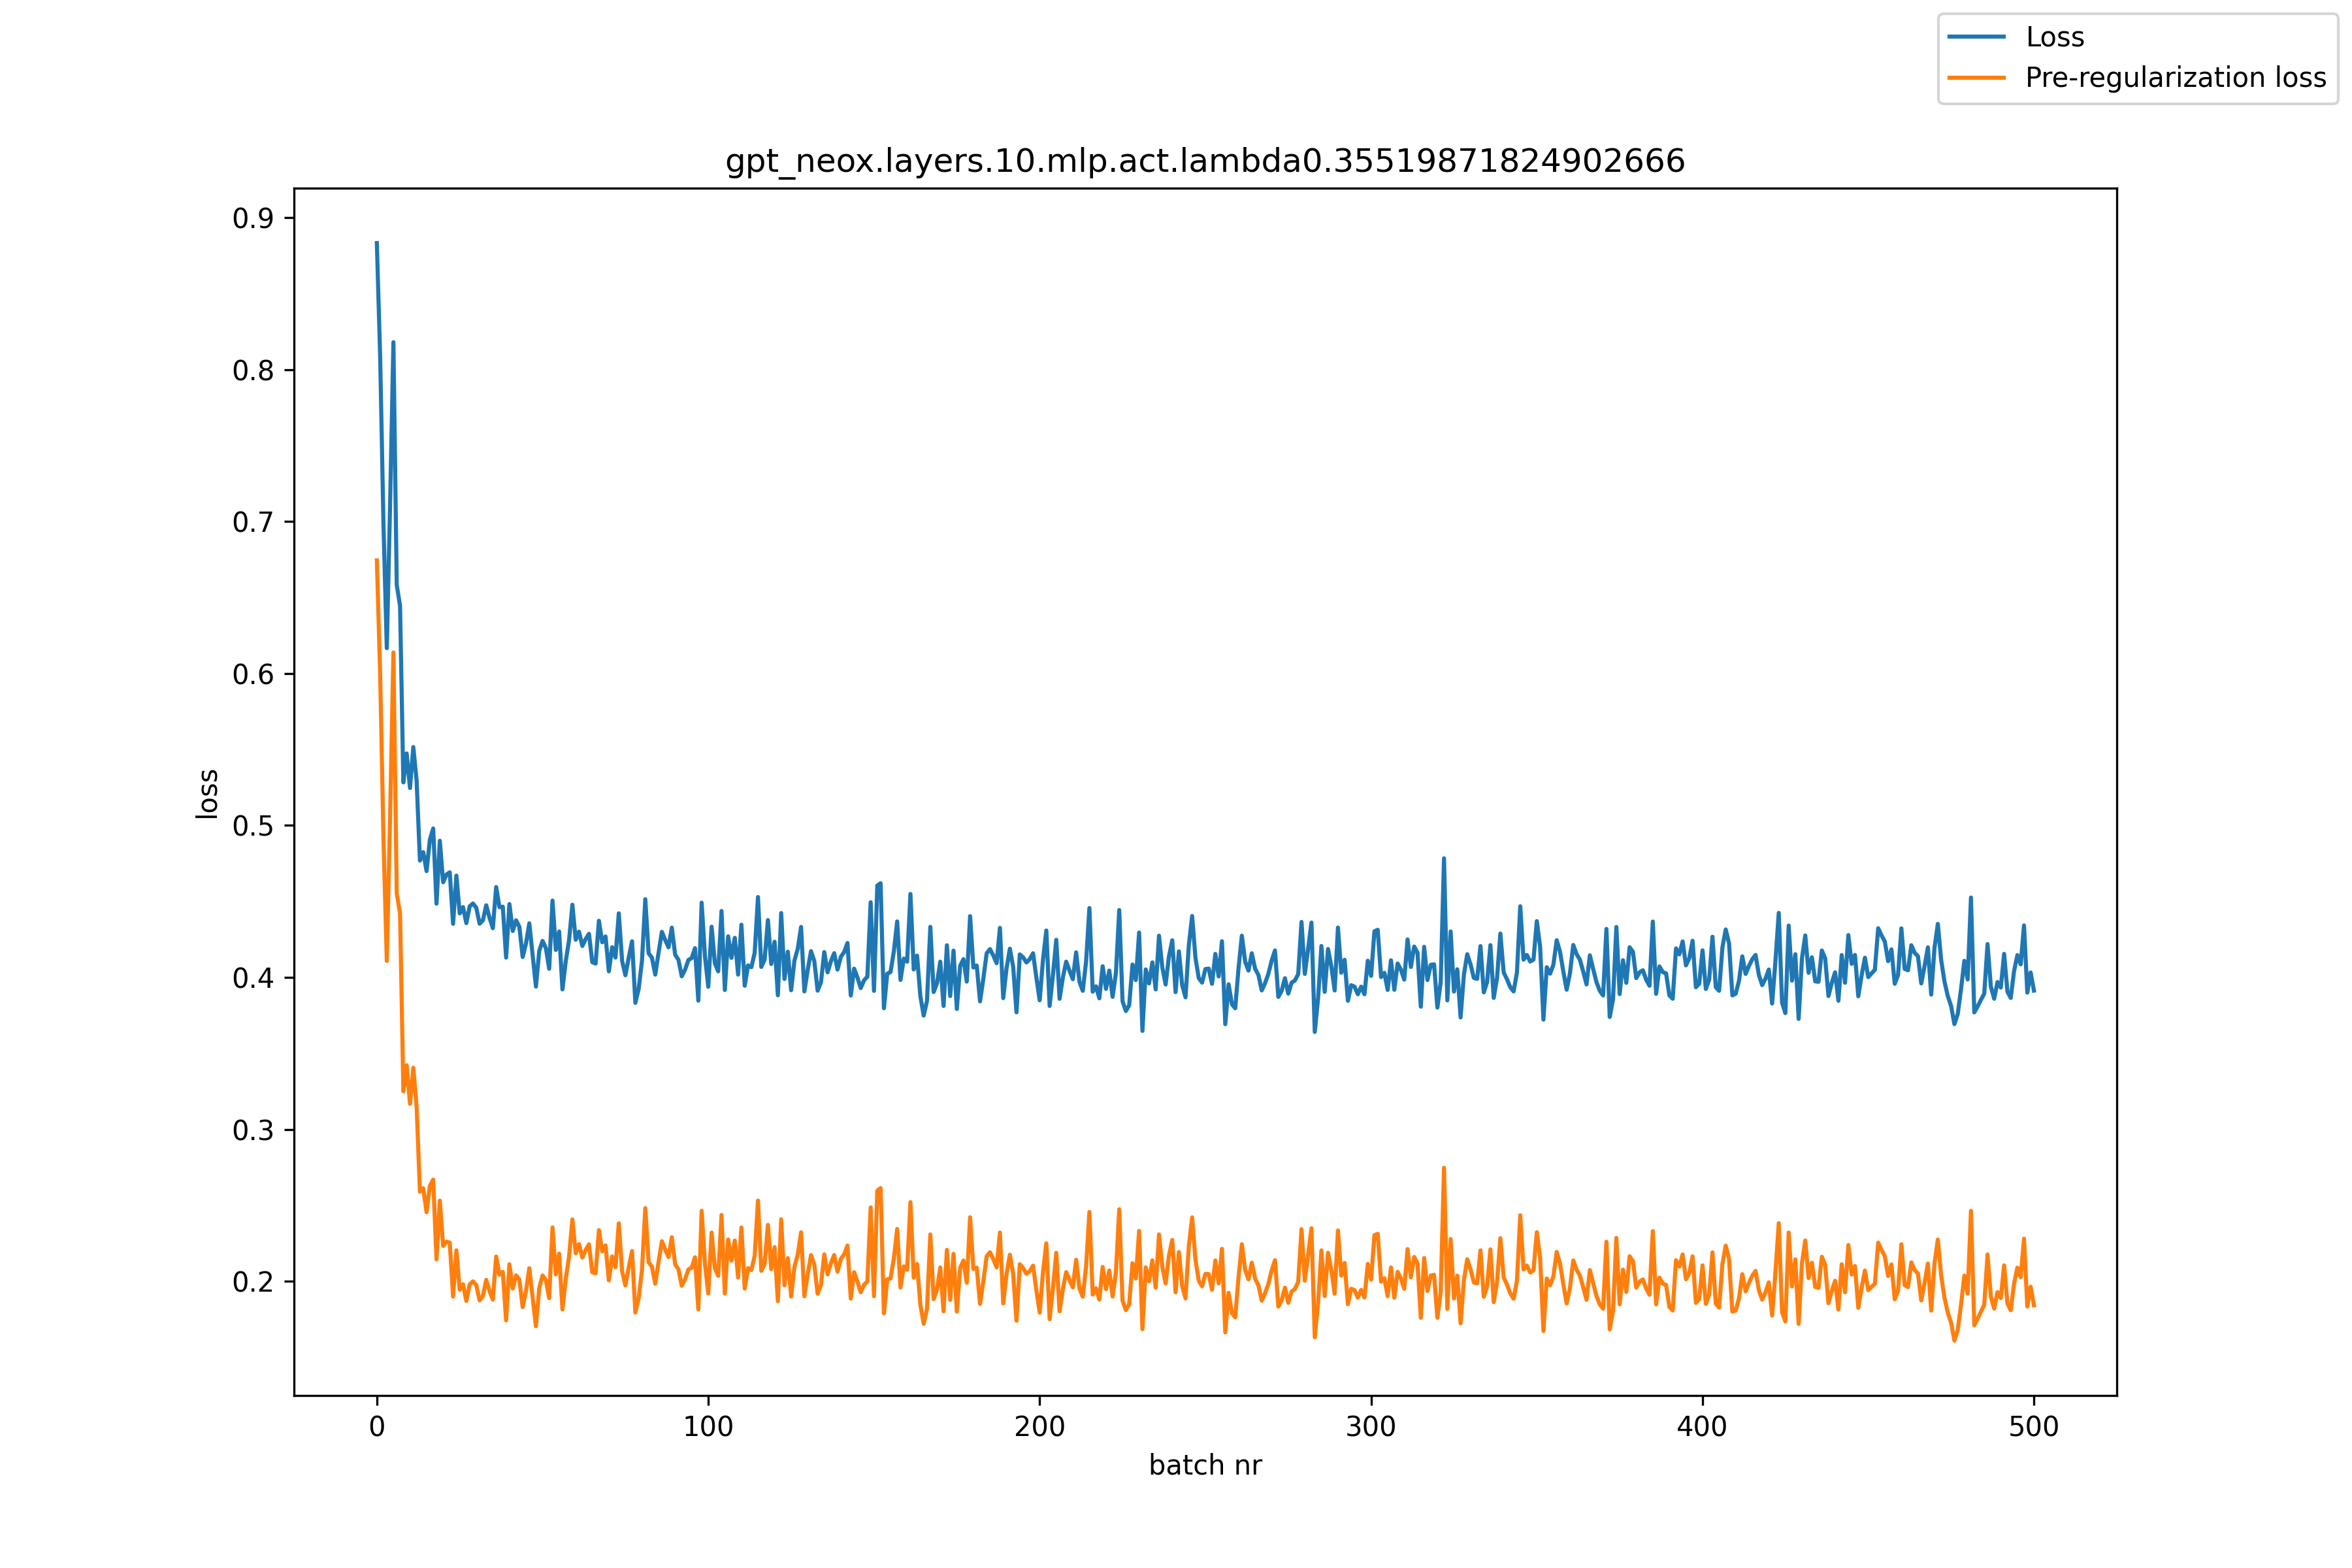 Loss
Pre-regularization loss
gpt_neox.layers.10.mlp.act.lambda0.35519871824902666
0.9
0.8
0.7
0.6
0.5
0.4
0.3
0.2
loss
0 100 200 300 400 500
batch nr